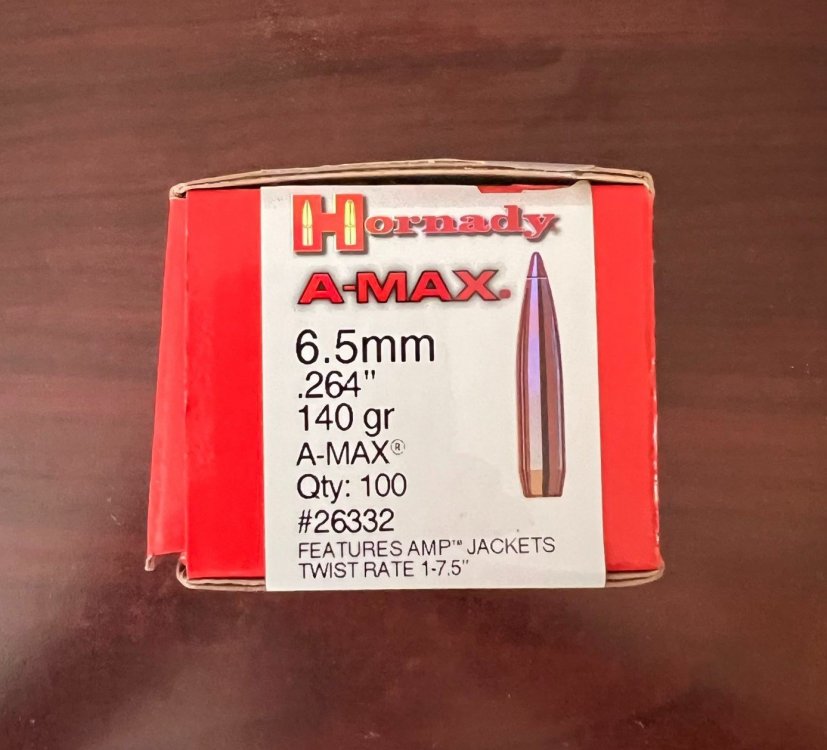 Hornady
A-MAX.
6.5mm
.264"
140 gr
A-MAX®
Qty: 100
#26332
FEATURES AMP™ JACKETS
TWIST RATE 1-7.5"